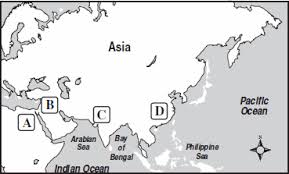 Asia
B
A
C
D
Pacific
Ocean
Arabian
Sea
Bay
of
Bengal
Philippine
Sea
Indian Ocean